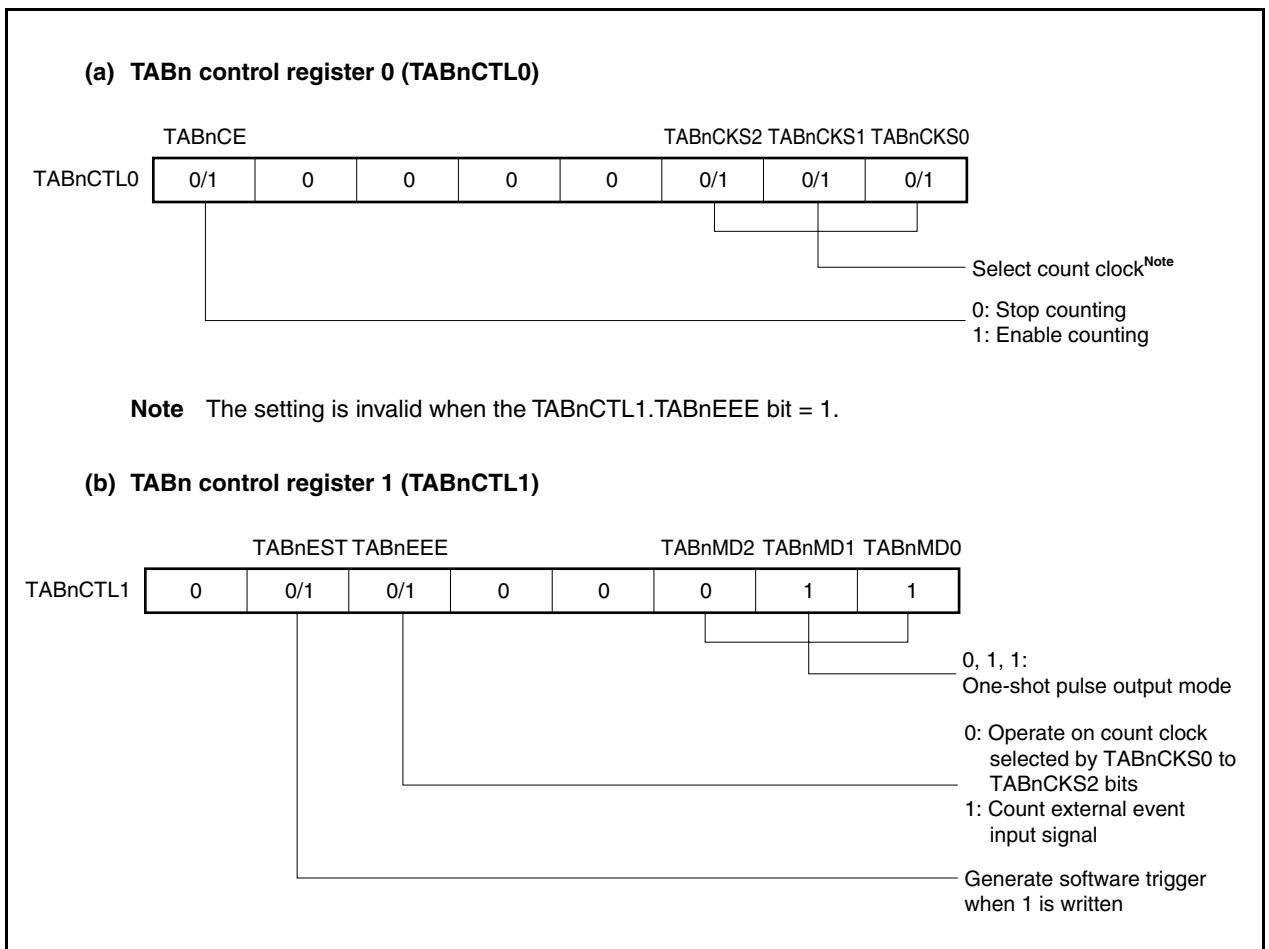 (a) TABn control register 0 (TABnCTL0)
TABnCE TABnCKS2 TABnCKS1 TABnCKS0
TABnCTL0 0/1 0 0 0 0 0/1 0/1 0/1
Select count clockNote
0: Stop counting
1: Enable counting
Note The setting is invalid when the TABnCTL1.TABnEEE bit = 1.
(b) TABn control register 1 (TABnCTL1)
TABnEST TABnEEE TABnMD2 TABnMD1 TABnMD0
TABnCTL1 0 0/1 0/1 0 0 0 1 1
0, 1, 1:
One-shot pulse output mode
0: Operate on count clock
selected by TABnCKS0 to
TABnCKS2 bits
1: Count external event
input signal
Generate software trigger
when 1 is written